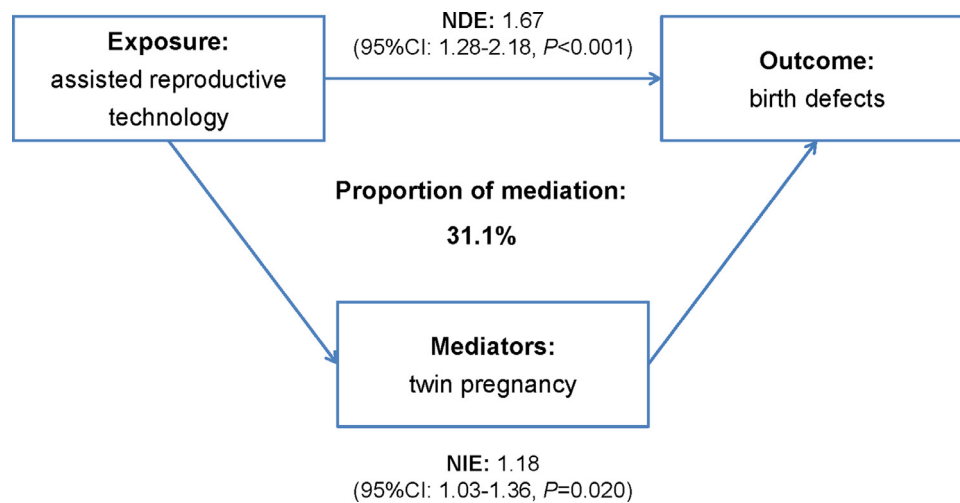 NDE: 1.67
(95%CI: 1.28-2.18, P<0.001)
Exposure:
assisted reproductive
technology
Outcome:
birth defects
Proportion of mediation:
31.1%
Mediators:
twin pregnancy
NIE: 1.18
(95%CI: 1.03-1.36, P=0.020)